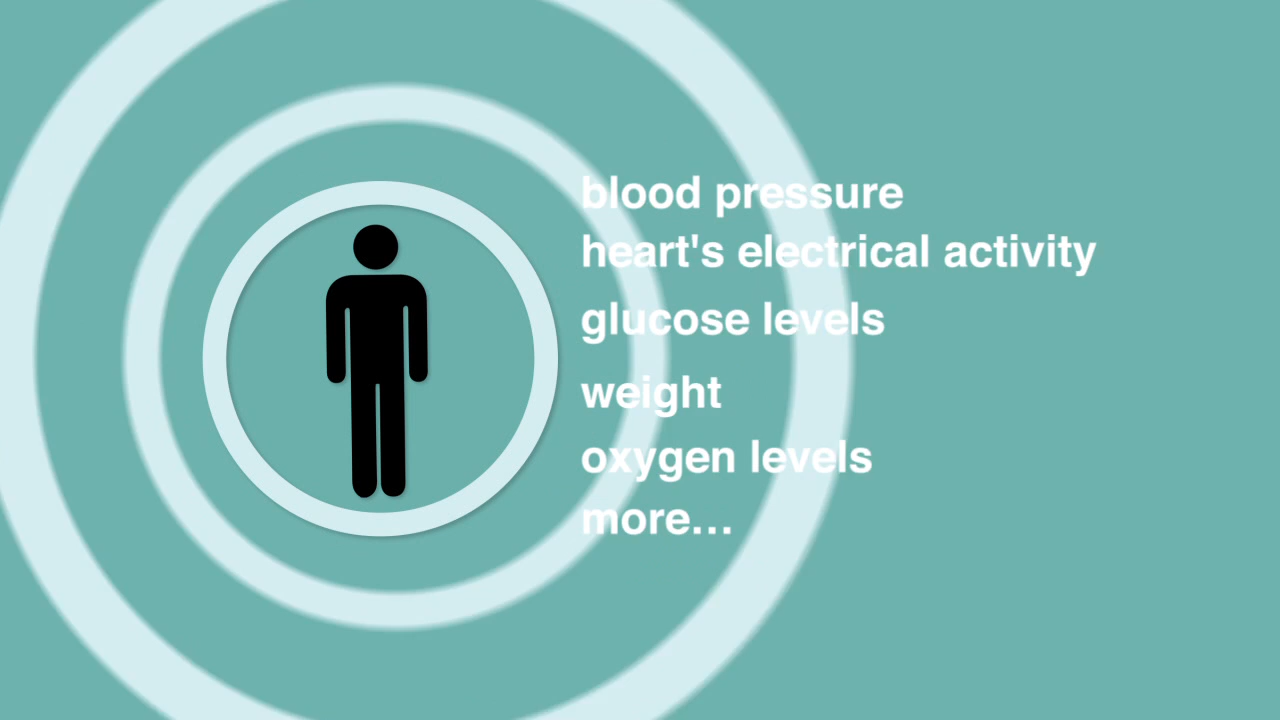 blood pressure
heart's electrical activity
glucose levels
weight
oxygen levels
more...